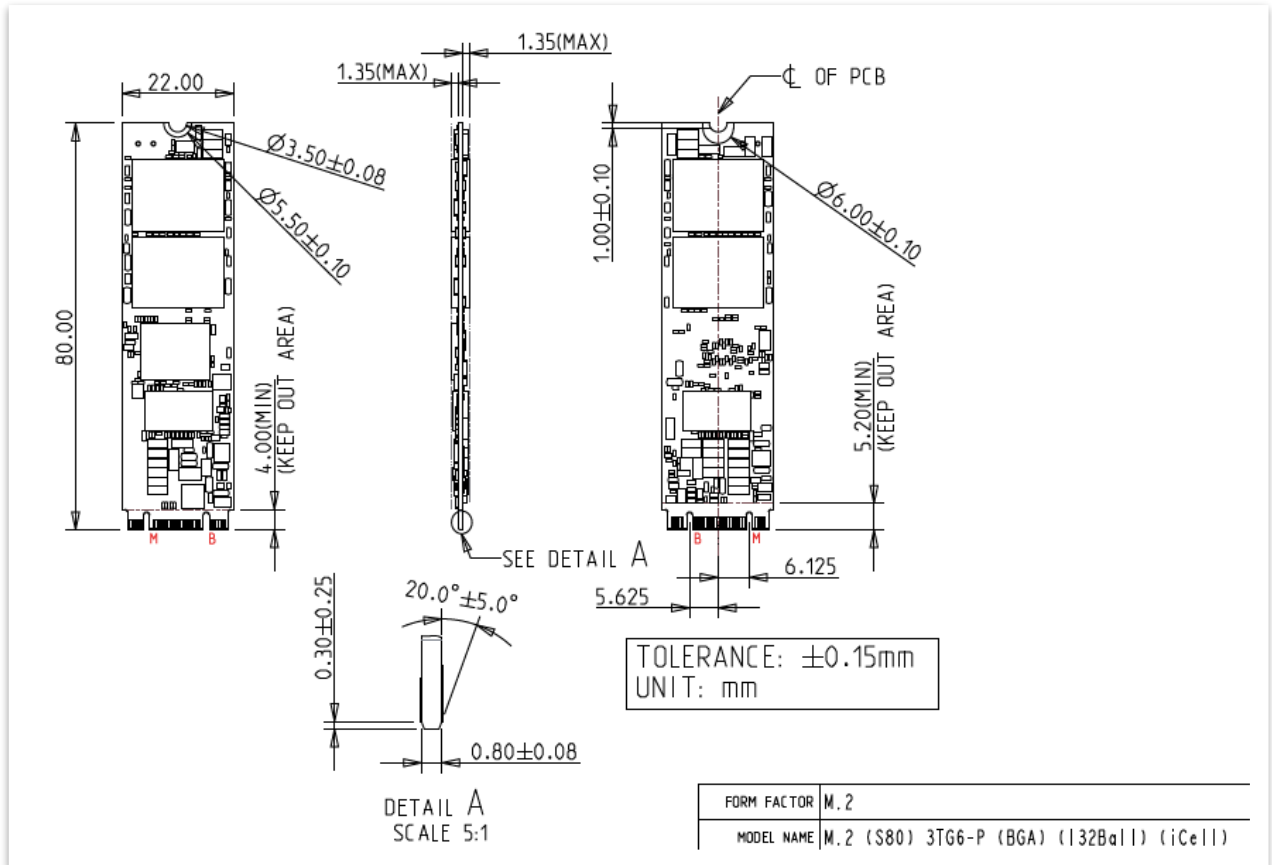 1.35(MAX)
1.35(MAX)
22.00
℄ OF PCB
Ø3.50±0.08
Ø5.50±0.10
1.00±0.10
Ø6.00±0.10
80.00
4.00(MIN)
(KEEP OUT AREA)
5.20(MIN)
(KEEP OUT AREA)
M
B
B
M
SEE DETAIL A
6.125
5.625
20.0°±5.0°
0.30±0.25
0.80±0.08
TOLERANCE: ±0.15mm
UNIT: mm
DETAIL A
SCALE 5:1
FORM FACTOR M.2
MODEL NAME M.2 (S80) 3TG6-P (BGA) (132Ball) (iCell)